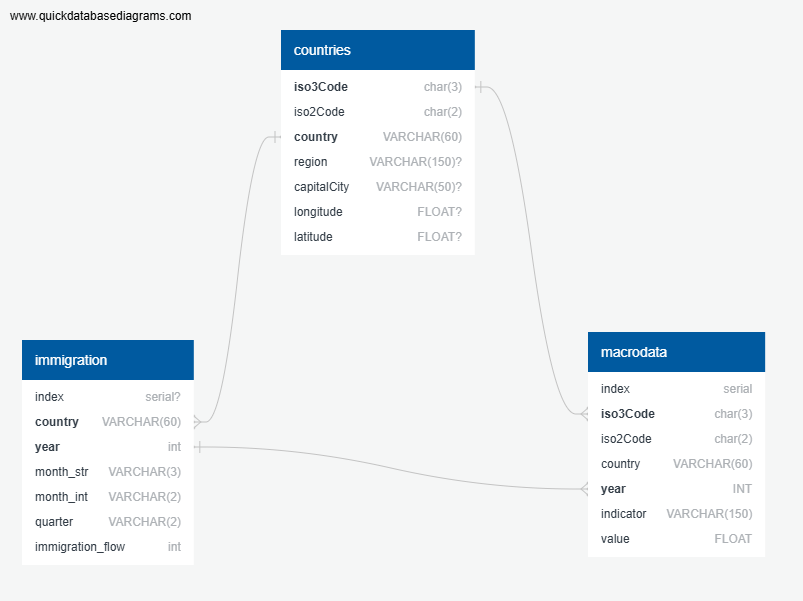 www.quickdatabasediagrams.com
countries
iso3Code char(3)
iso2Code char(2)
country VARCHAR(60)
region VARCHAR(150)?
capitalCity VARCHAR(50)?
longitude FLOAT?
latitude FLOAT?
immigration
index serial?
country VARCHAR(60)
year int
month_str VARCHAR(3)
month_int VARCHAR(2)
quarter VARCHAR(2)
immigration_flow int
macrodata
index serial
iso3Code char(3)
iso2Code char(2)
country VARCHAR(60)
year INT
indicator VARCHAR(150)
value FLOAT